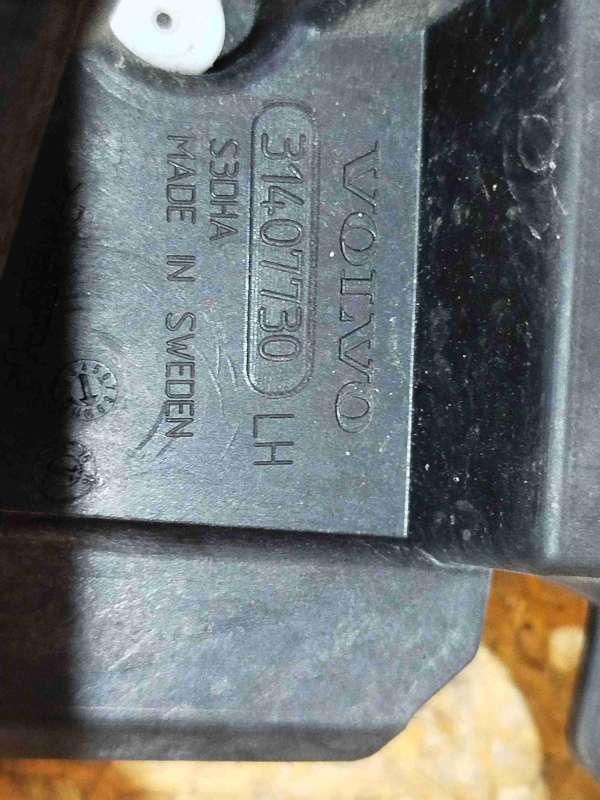 VOLVO
31407730 LH
S3DHA
MADE IN SWEDEN